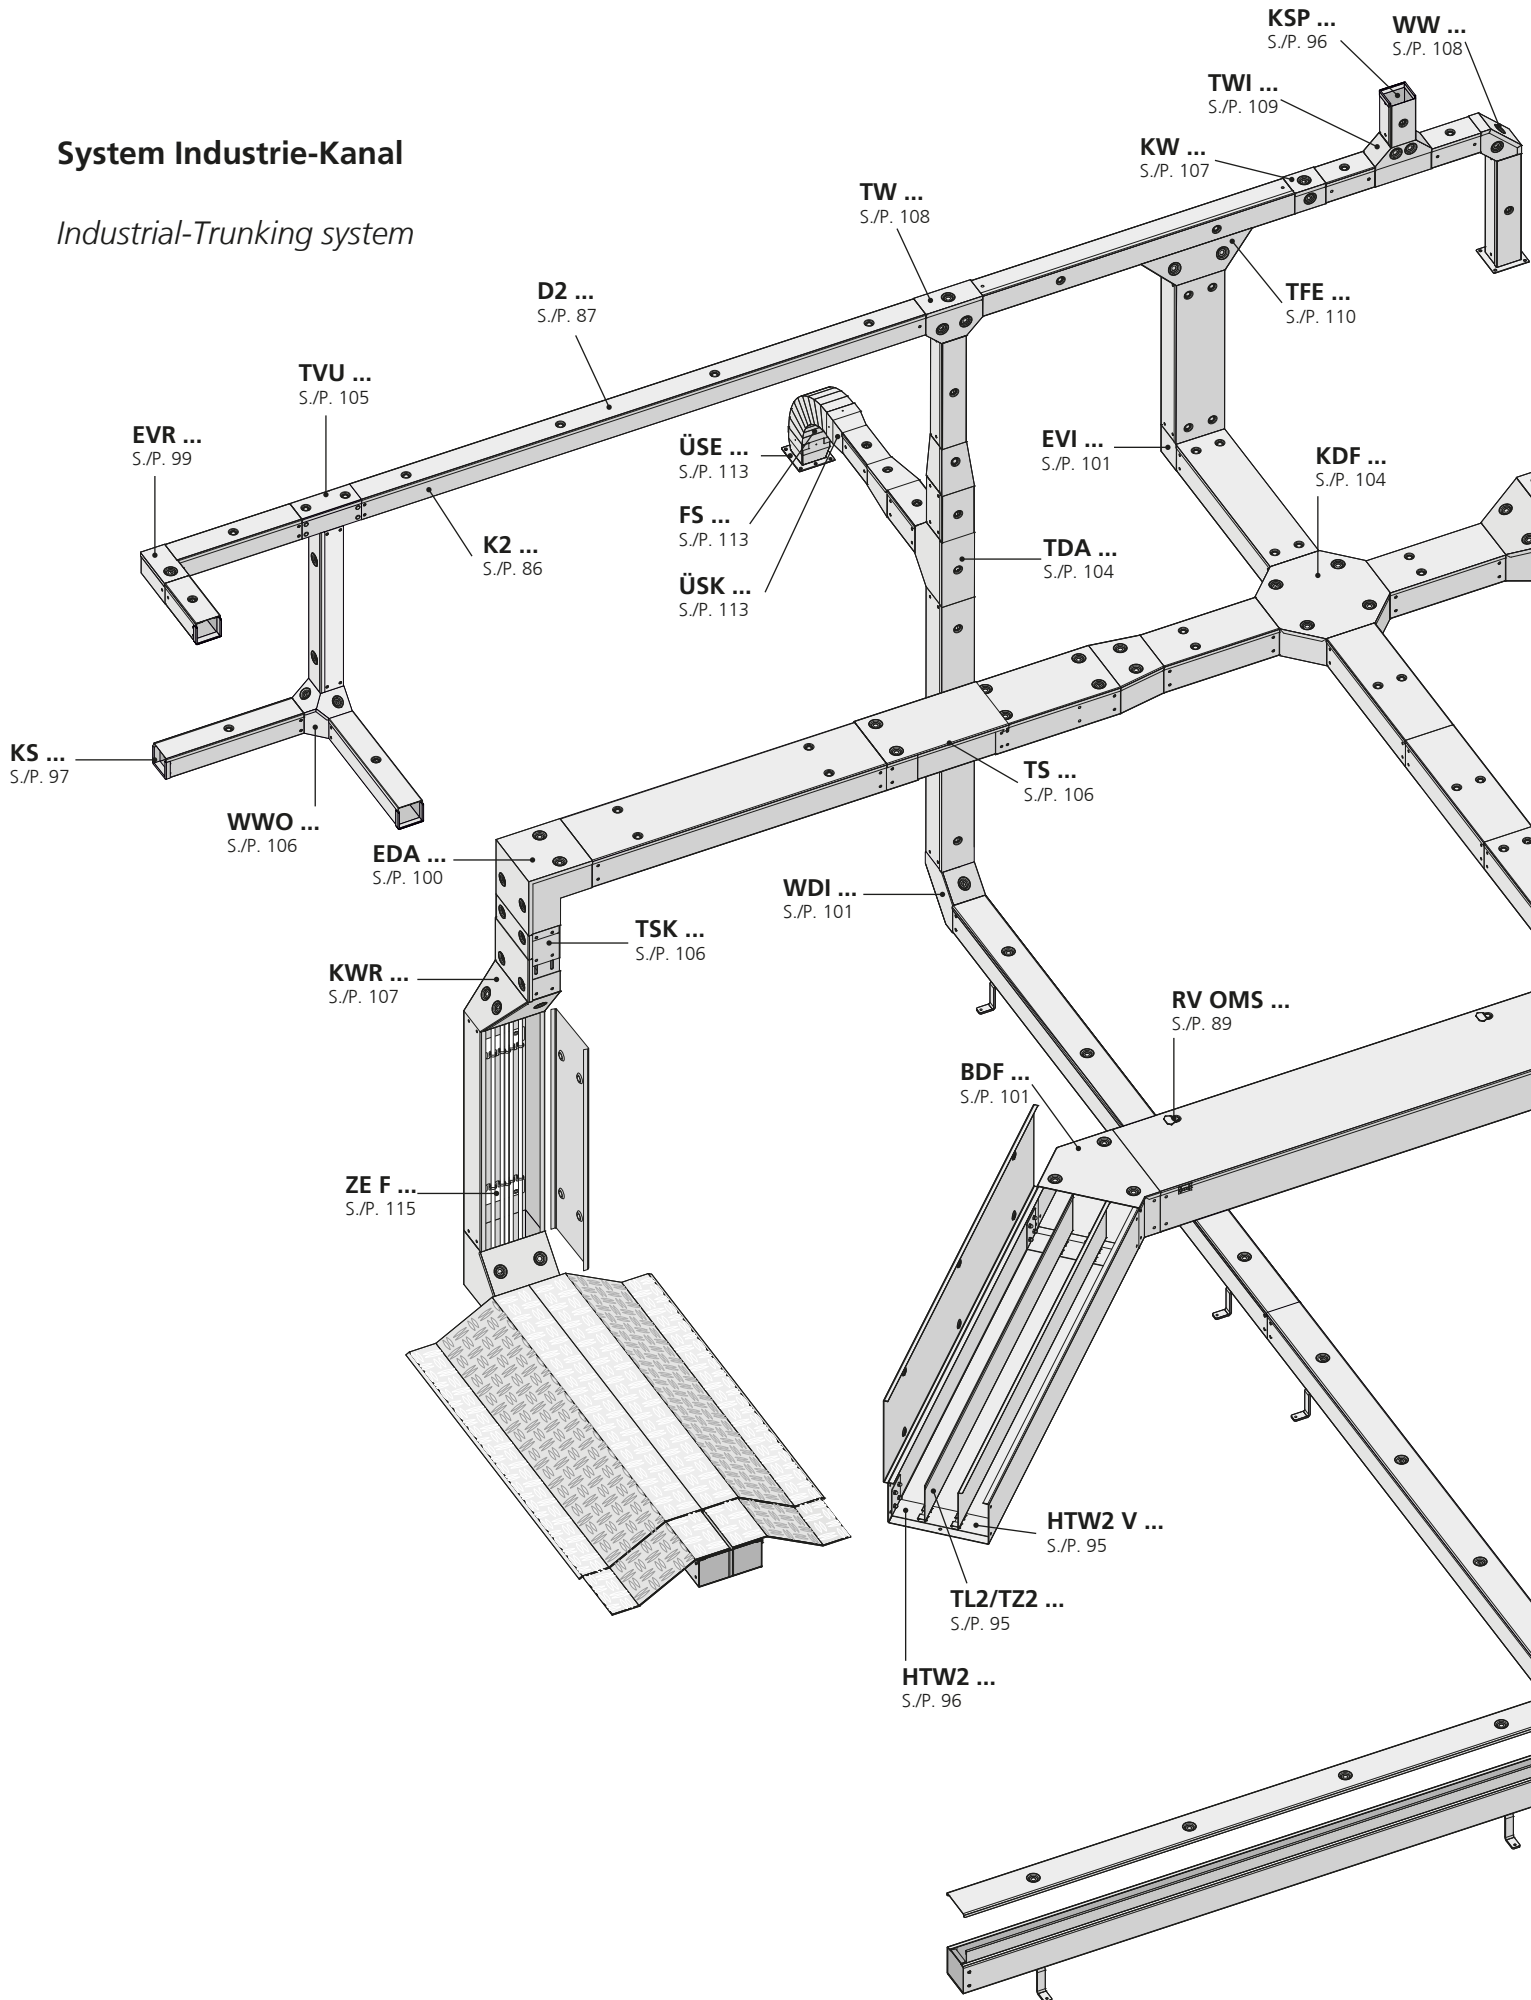 System Industrie-Kanal
Industrial-Trunking system
KSP ...
S./P. 96
WW ...
S./P. 108
TWI ...
S./P. 109
KW ...
S./P. 107
TW ...
S./P. 108
D2 ...
S./P. 87
TFE ...
S./P. 110
TVU ...
S./P. 105
EVR ...
S./P. 99
ÜSE ...
S./P. 113
EVI ...
S./P. 101
KDF ...
S./P. 104
FS ...
S./P. 113
K2 ...
S./P. 86
TDA ...
S./P. 104
ÜSK ...
S./P. 113
KS ...
S./P. 97
TS ...
S./P. 106
WWO ...
S./P. 106
EDA ...
S./P. 100
WDI ...
S./P. 101
TSK ...
S./P. 106
KWR ...
S./P. 107
RV OMS ...
S./P. 89
BDF ...
S./P. 101
ZE F ...
S./P. 115
HTW2 V ...
S./P. 95
TL2/TZ2 ...
S./P. 95
HTW2 ...
S./P. 96